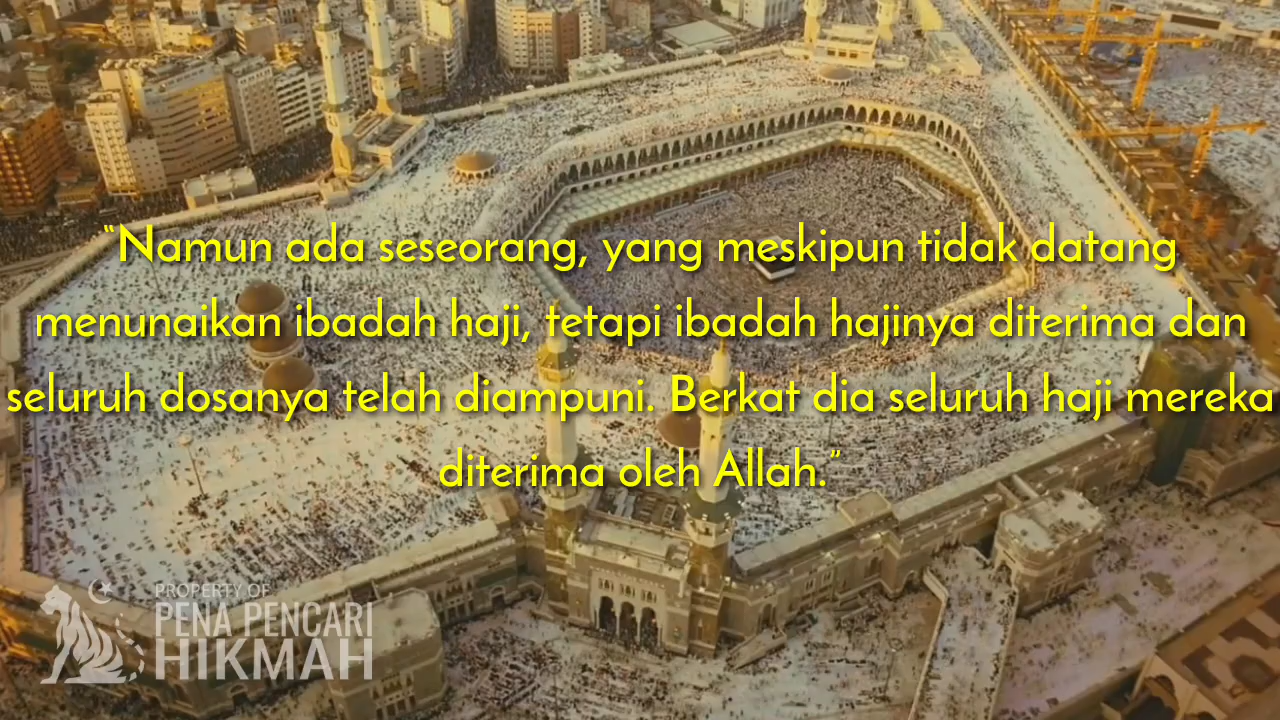 “Namun ada seseorang, yang meskipun tidak datang
menunaikan ibadah haji, tetapi ibadah hajinya diterima dan
seluruh dosanya telah diampuni. Berkat dia seluruh haji mereka
diterima oleh Allah.”
PROPERTY OF
PENA PENCARI
HIKMAH